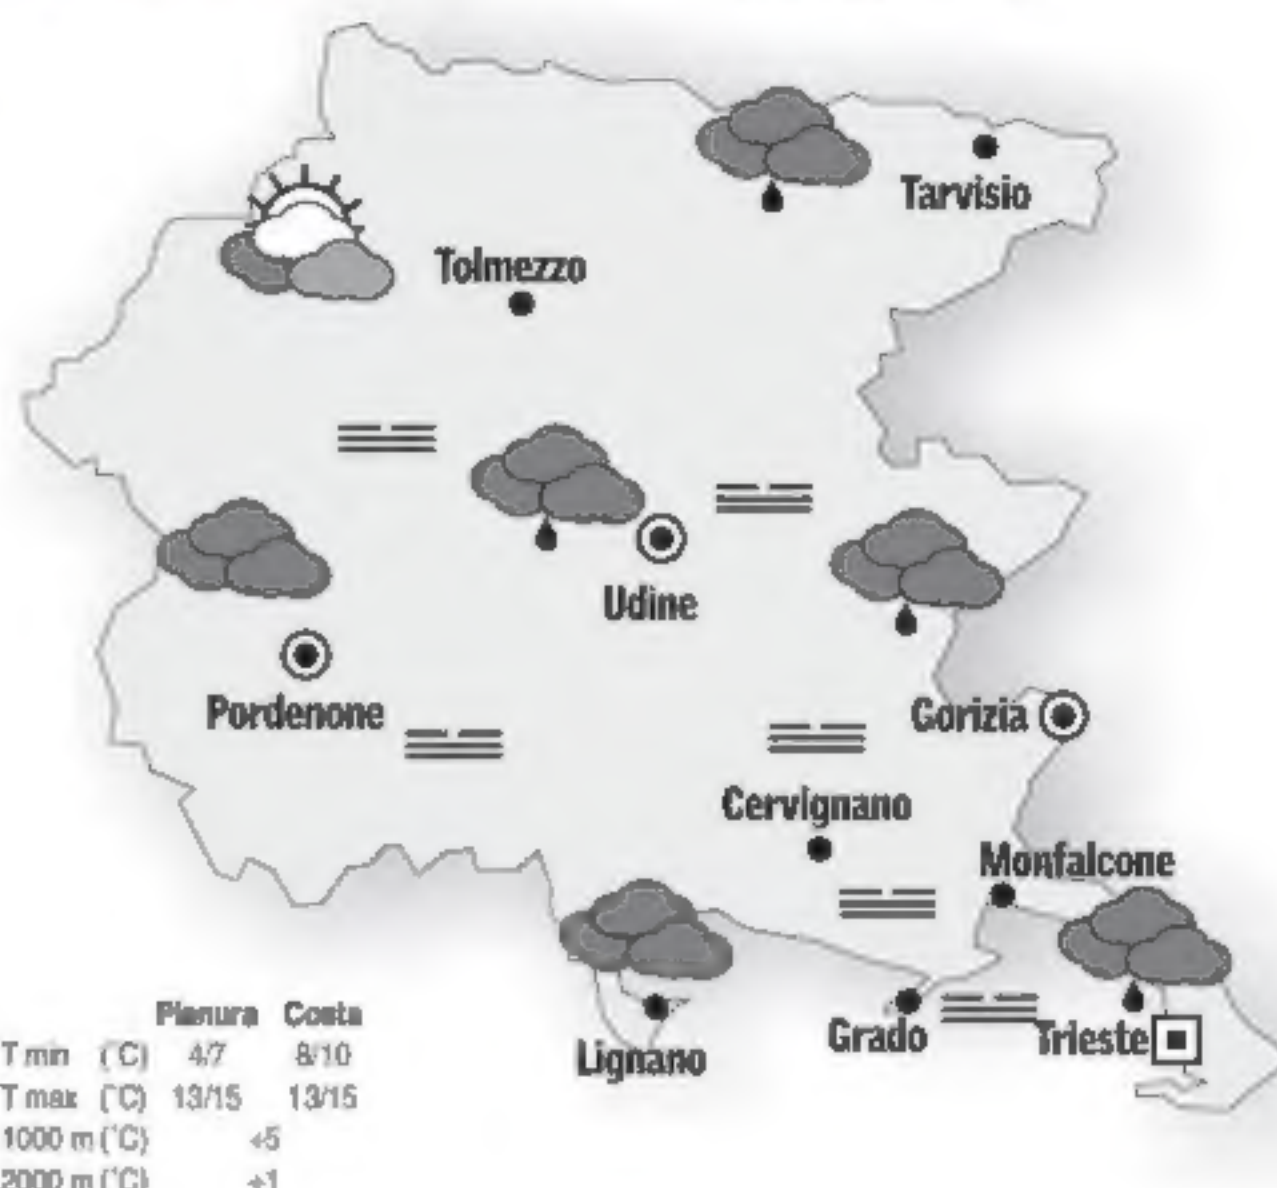 Tarvisio
Tolmezzo
Udine
Pordenone
Gorizia
Cervignano
Monfalcone
Grado
Trieste
Lignano
Pianura Costa
T min (°C) 4/7 8/10
T max (°C) 13/15 13/15
1000 m (°C) +5
2000 m (°C) +1